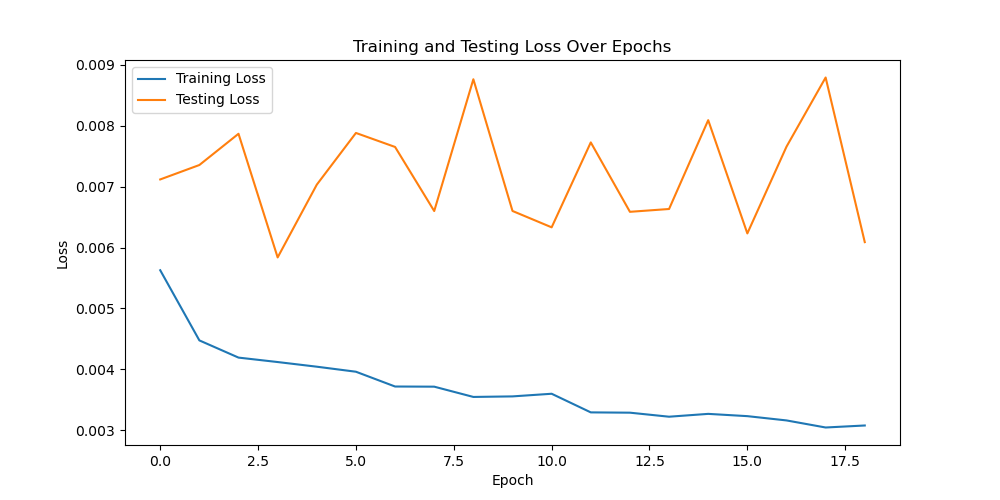 Training and Testing Loss Over Epochs
Training Loss
Testing Loss
0.009
0.008
0.007
0.006
0.005
0.004
0.003
Loss
0.0 2.5 5.0 7.5 10.0 12.5 15.0 17.5
Epoch